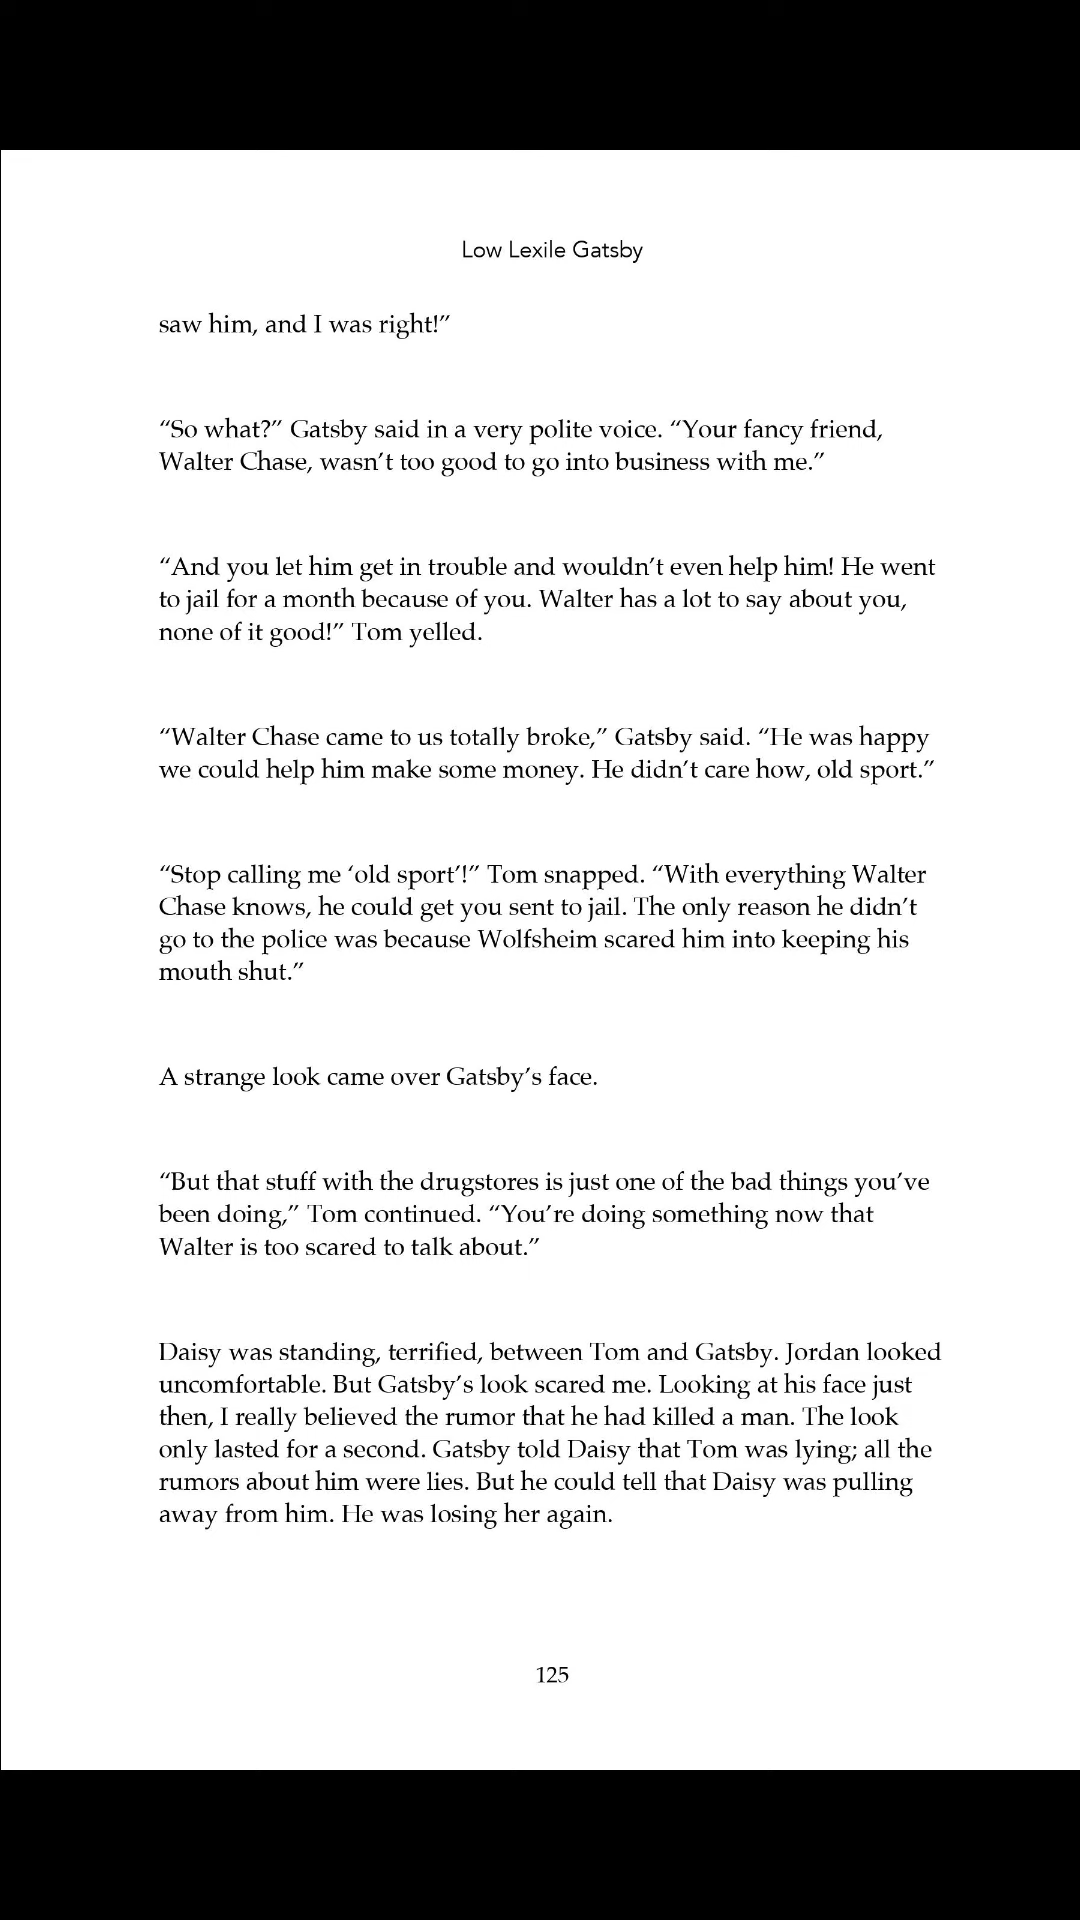 Low Lexile Gatsby
saw him, and I was right!”
“So what?” Gatsby said in a very polite voice. “Your fancy friend,
Walter Chase, wasn’t too good to go into business with me.”
“And you let him get in trouble and wouldn’t even help him! He went
to jail for a month because of you. Walter has a lot to say about you,
none of it good!” Tom yelled.
“Walter Chase came to us totally broke,” Gatsby said. “He was happy
we could help him make some money. He didn’t care how, old sport.”
“Stop calling me ‘old sport’!” Tom snapped. “With everything Walter
Chase knows, he could get you sent to jail. The only reason he didn’t
go to the police was because Wolfsheim scared him into keeping his
mouth shut.”
A strange look came over Gatsby’s face.
“But that stuff with the drugstores is just one of the bad things you’ve
been doing,” Tom continued. “You’re doing something now that
Walter is too scared to talk about.”
Daisy was standing, terrified, between Tom and Gatsby. Jordan looked
uncomfortable. But Gatsby’s look scared me. Looking at his face just
then, I really believed the rumor that he had killed a man. The look
only lasted for a second. Gatsby told Daisy that Tom was lying; all the
rumors about him were lies. But he could tell that Daisy was pulling
away from him. He was losing her again.
125